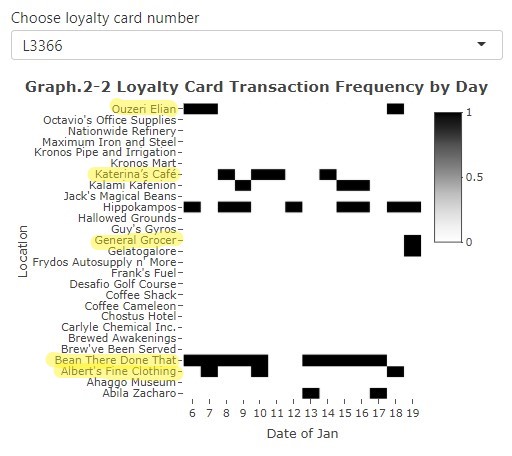 Choose loyalty card number
L3366
Graph.2-2 Loyalty Card Transaction Frequency by Day
Ouzeri Elian
Octavio's Office Supplies
Nationwide Refinery
Maximum Iron and Steel
Kronos Pipe and Irrigation
Kronos Mart
Katerina's Café
Kalami Kafenion
Jack's Magical Beans
Hippokampos
Hallowed Grounds
Guy's Gyros
General Grocer
Gelatogalore
Frydos Autosupply n' More
Frank's Fuel
Desafio Golf Course
Coffee Shack
Coffee Cameleon
Chostus Hotel
Carlyle Chemical Inc.
Brewed Awakenings
Brew've Been Served
Bean There Done That
Albert's Fine Clothing
Ahaggo Museum
Abila Zacharo
Location
6 7 8 9 10 11 12 13 14 15 16 17 18 19
Date of Jan
1
0.5
0